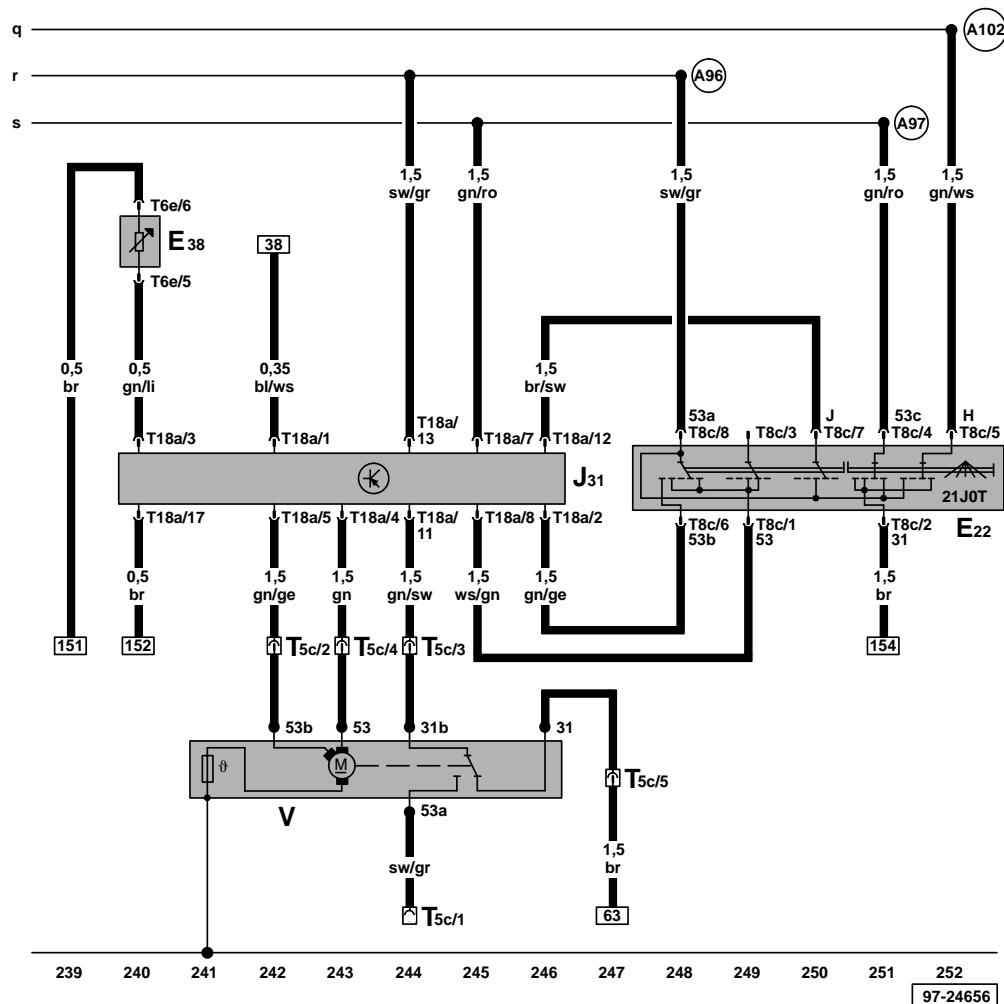 q
A102
r
A96
s
A97
1,5
sw/gr
1,5
gn/ro
1,5
sw/gr
1,5
gn/ro
1,5
gn/ws
T6e/6
E38
T6e/5
38
0,5
br
0,5
gn/li
0,35
bl/ws
1,5
br/sw
T18a/3
T18a/1
T18a/
13
T18a/7
T18a/12
53a
T8c/8
T8c/3
J
T8c/7
53c
T8c/4
H
T8c/5
J31
21J0T
E22
T18a/17
T18a/5
T18a/4
T18a/
11
T18a/8
T18a/2
T8c/6
53b
T8c/1
53
T8c/2
31
0,5
br
1,5
gn/ge
1,5
gn
1,5
gn/sw
1,5
ws/gn
1,5
gn/ge
1,5
br
151
152
T5c/2
T5c/4
T5c/3
154
53b
53
31b
31
ϑ
M
T5c/5
V
53a
sw/gr
1,5
br
T5c/1
63
239 240 241 242 243 244 245 246 247 248 249 250 251 252
97-24656